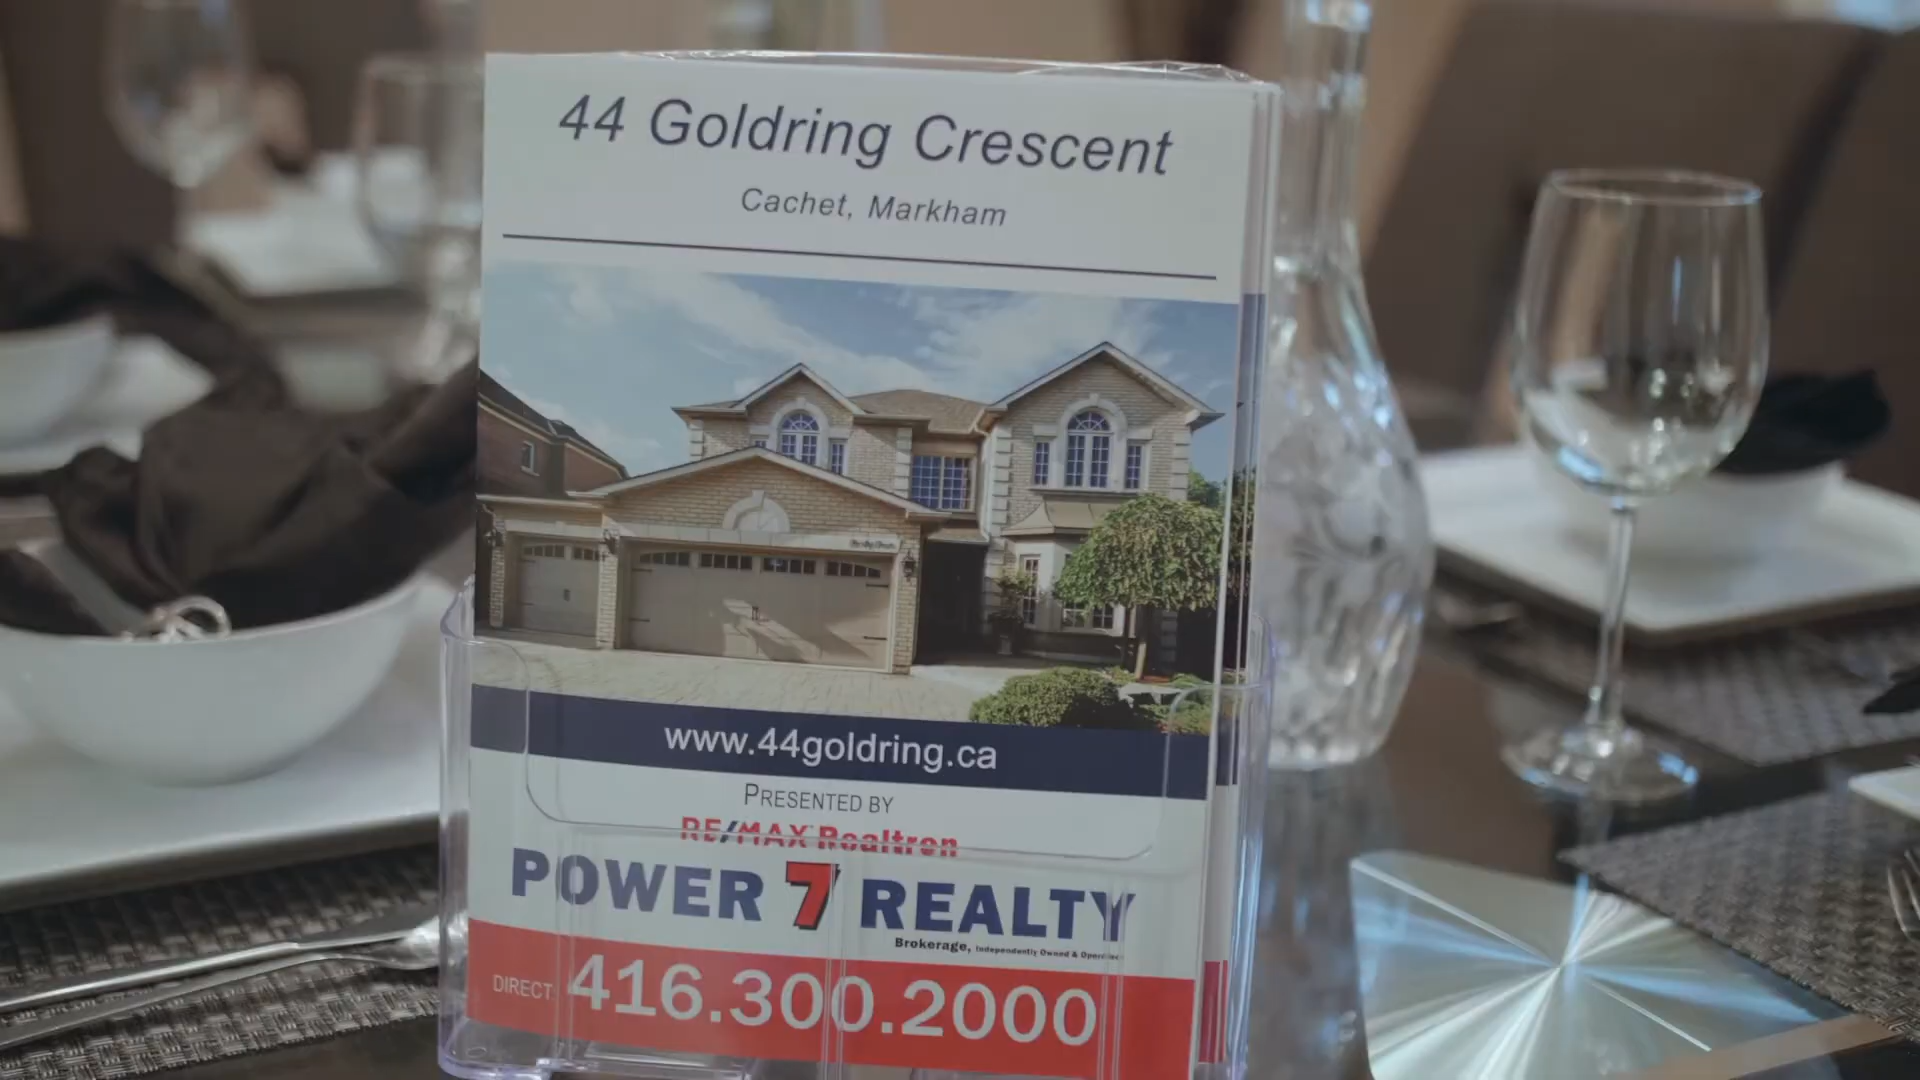 44 Goldring Crescent
Cachet, Markham
www.44goldring.ca
PRESENTED BY
RE/MAX Realtron
POWER 7 REALTY
Brokerage, Independently Owned & Operated
DIRECT 416.300.2000